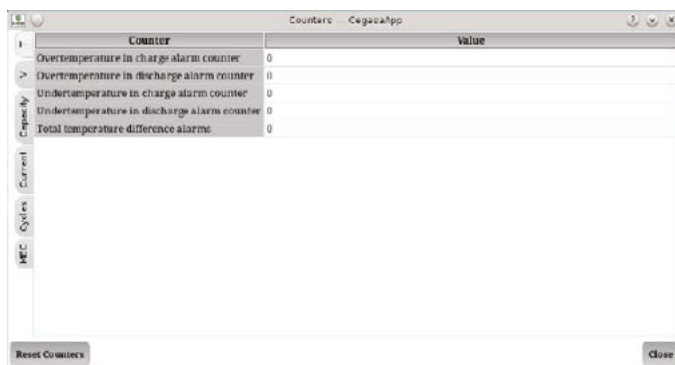 Counters – CegasaApp
Counter Value
Overtemperature in charge alarm counter 0
Overtemperature in discharge alarm counter 0
Undertemperature in charge alarm counter 0
Undertemperature in discharge alarm counter 0
Total temperature difference alarms 0
T
V
Capacity
Current
Cycles
MEC
Reset Counters Close